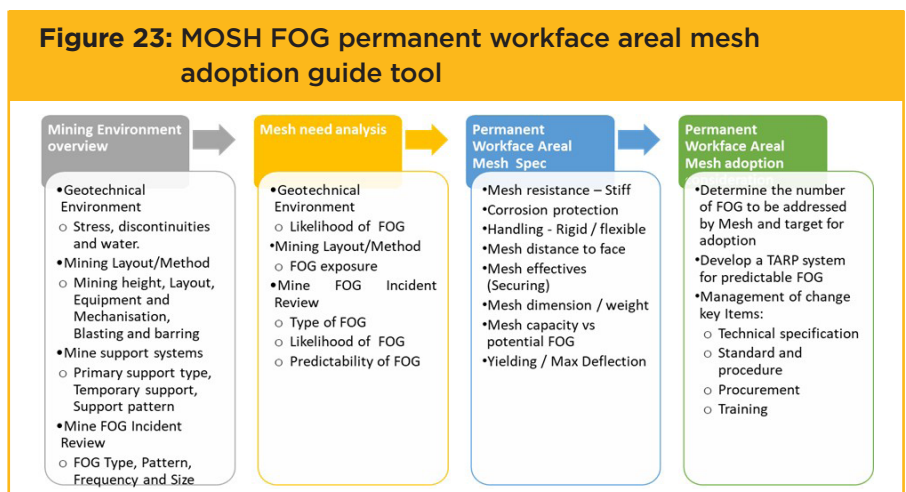 Figure 23: MOSH FOG permanent workface areal mesh
adoption guide tool
Mining Environment
overview
•Geotechnical
Environment
o Stress, discontinuities
and water.
•Mining Layout/Method
o Mining height, Layout,
Equipment and
Mechanisation,
Blasting and barring
•Mine support systems
o Primary support type,
Temporary support,
Support pattern
•Mine FOG Incident
Review
o FOG Type, Pattern,
Frequency and Size
Mesh need analysis
•Geotechnical
Environment
o Likelihood of FOG
•Mining Layout/Method
o FOG exposure
•Mine FOG Incident
Review
o Type of FOG
o Likelihood of FOG
o Predictability of FOG
Permanent
Workface Areal
Mesh Spec
•Mesh resistance – Stiff
•Corrosion protection
•Handling - Rigid / flexible
•Mesh distance to face
•Mesh effectives
(Securing)
•Mesh dimension / weight
•Mesh capacity vs
potential FOG
•Yielding / Max Deflection
Permanent
Workface Areal
Mesh adoption
•Determine the number
of FOG to be addressed
by Mesh and target for
adoption
•Develop a TARP system
for predictable FOG
•Management of change
key Items:
o Technical specification
o Standard and
procedure
o Procurement
o Training